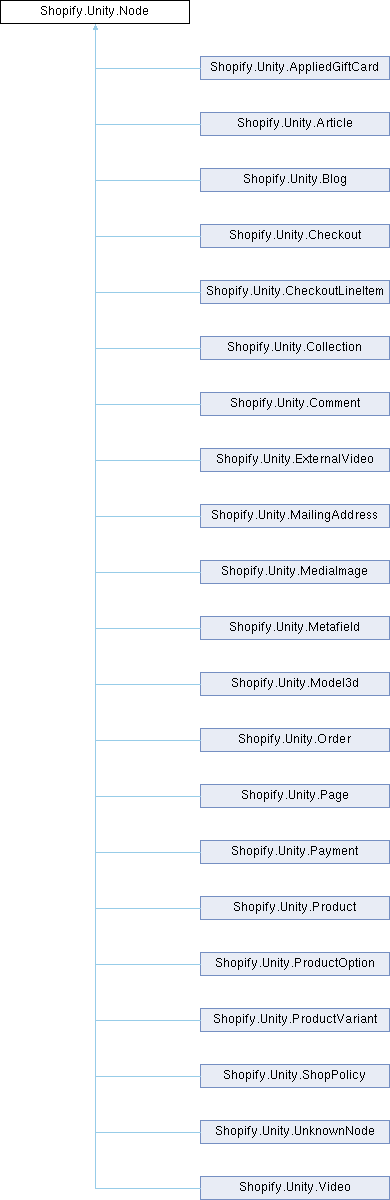 Shopify.Unity.Node
Shopify.Unity.AppliedGiftCard
Shopify.Unity.Article
Shopify.Unity.Blog
Shopify.Unity.Checkout
Shopify.Unity.CheckoutLineItem
Shopify.Unity.Collection
Shopify.Unity.Comment
Shopify.Unity.ExternalVideo
Shopify.Unity.MailingAddress
Shopify.Unity.MediaImage
Shopify.Unity.Metafield
Shopify.Unity.Model3d
Shopify.Unity.Order
Shopify.Unity.Page
Shopify.Unity.Payment
Shopify.Unity.Product
Shopify.Unity.ProductOption
Shopify.Unity.ProductVariant
Shopify.Unity.ShopPolicy
Shopify.Unity.UnknownNode
Shopify.Unity.Video